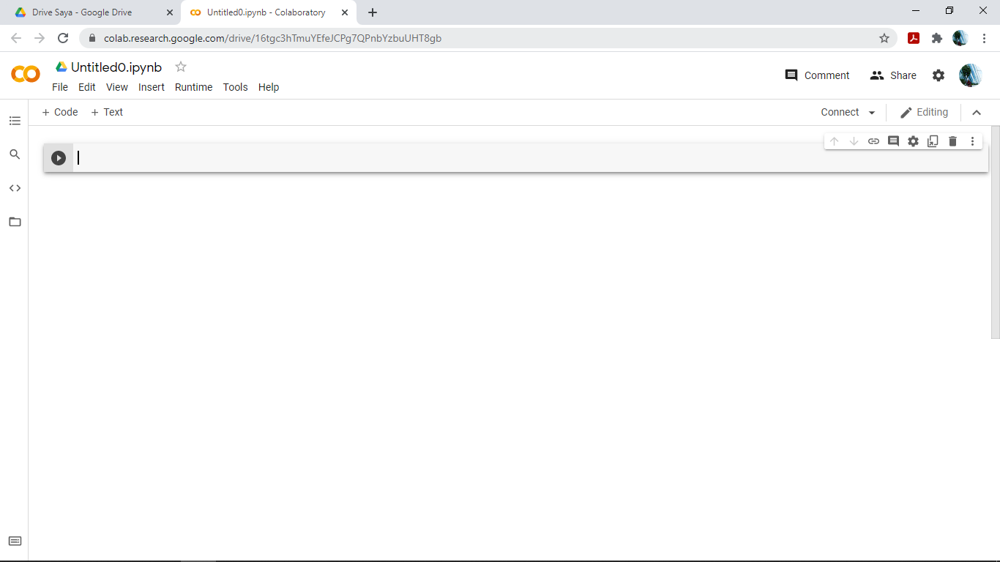 Drive Saya - Google Drive
Untitled0.ipynb - Colaboratory
colab.research.google.com/drive/16tgc3hTmuYEfeJCPg7QPnbYzbuUHT8gb
Untitled0.ipynb
Comment
Share
File Edit View Insert Runtime Tools Help
+ Code + Text
Connect
Editing